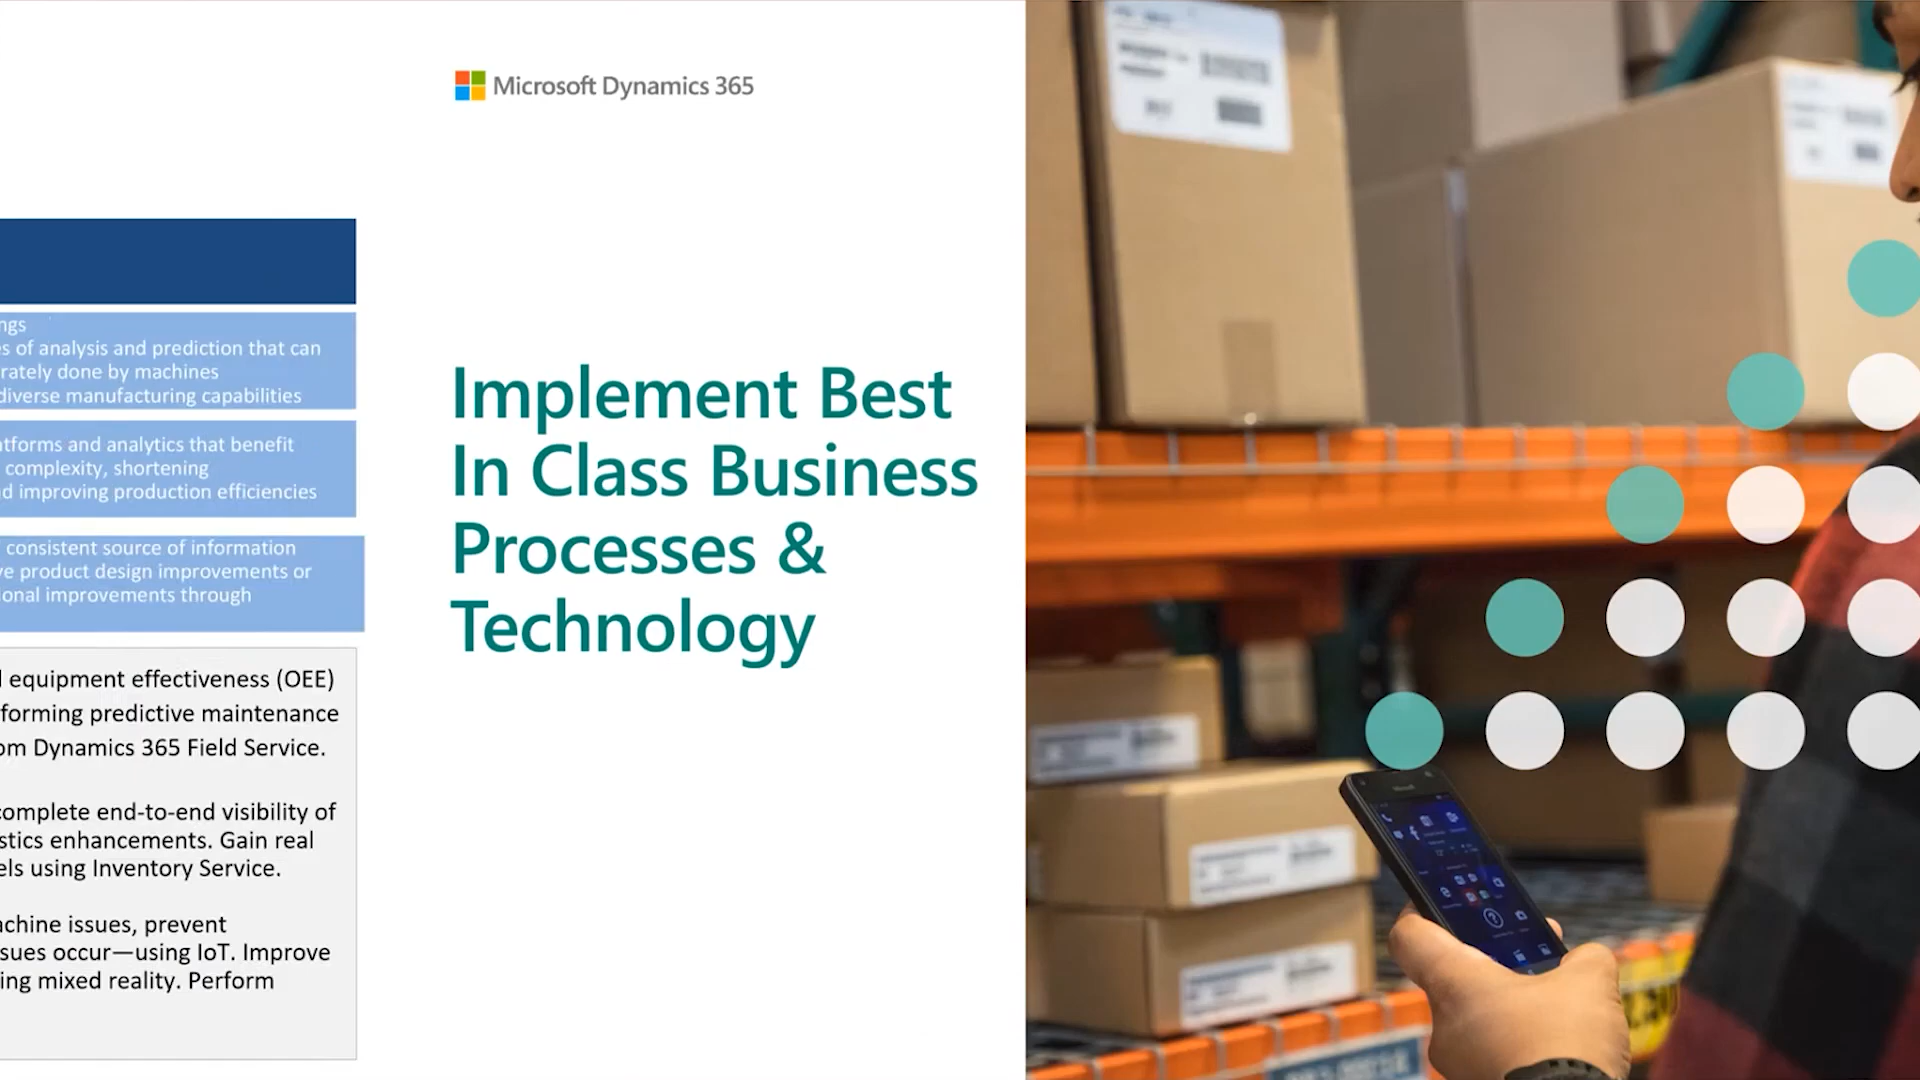 Microsoft Dynamics 365
ngs
s of analysis and prediction that can
rately done by machines
diverse manufacturing capabilities
tforms and analytics that benefit
complexity, shortening
d improving production efficiencies
consistent source of information
ve product design improvements or
ional improvements through
equipment effectiveness (OEE)
forming predictive maintenance
om Dynamics 365 Field Service.
complete end-to-end visibility of
stics enhancements. Gain real
els using Inventory Service.
achine issues, prevent
sues occur—using IoT. Improve
ing mixed reality. Perform
Implement Best
In Class Business
Processes &
Technology